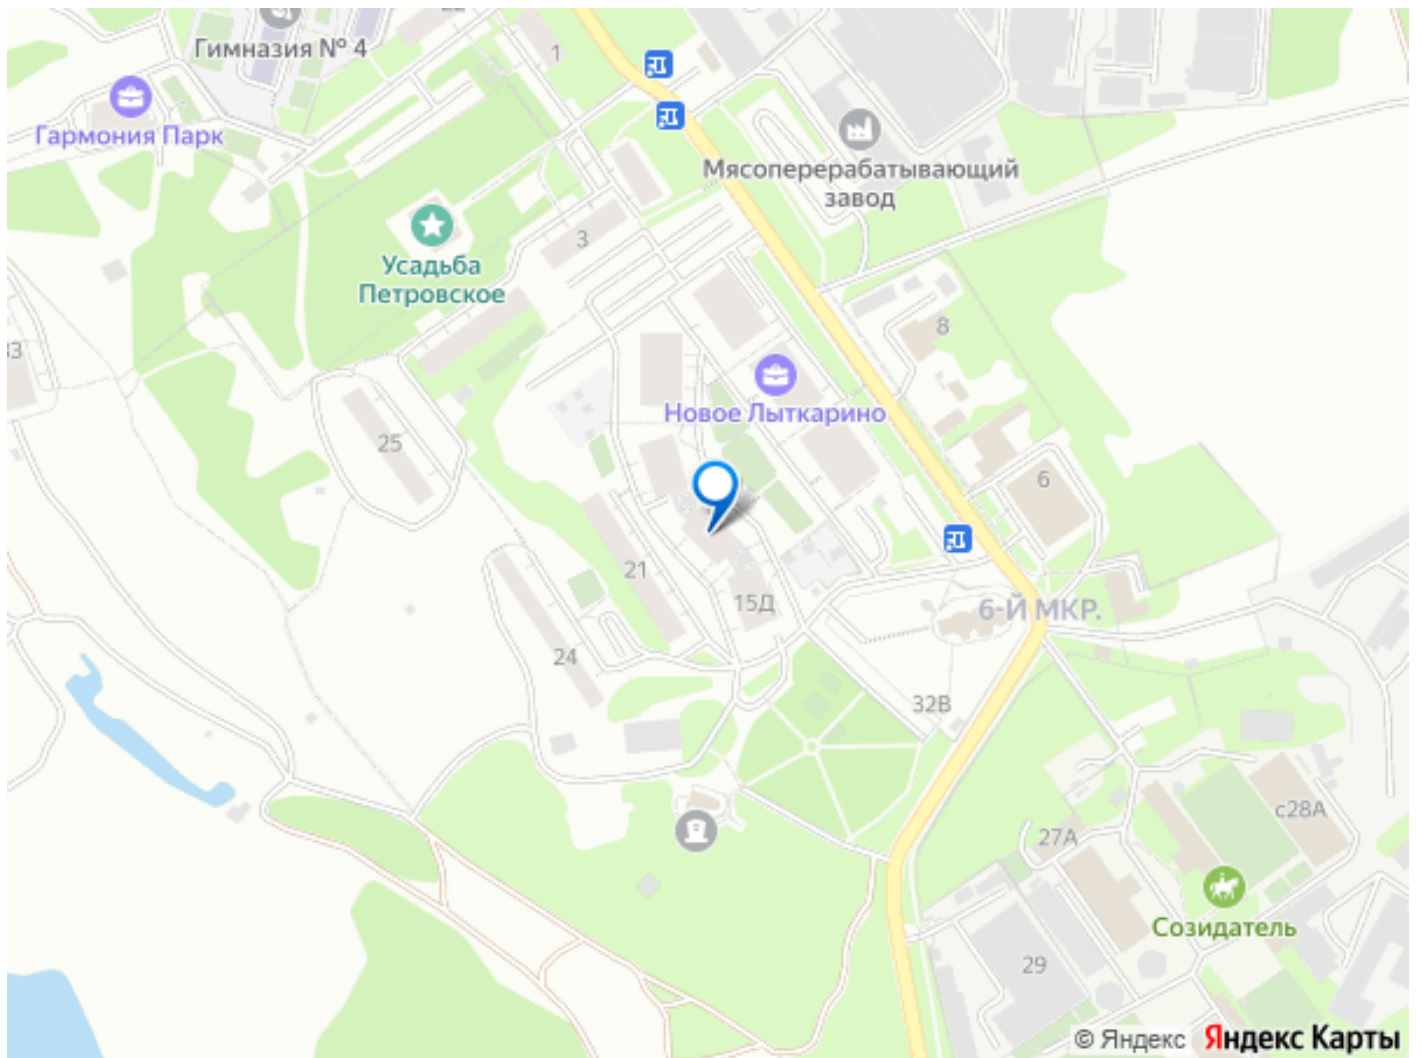 Гимназия № 4
1
Гармония Парк
Мясоперерабатывающий
завод
3
Усадьба
Петровское
8
33
Новое Лыткарино
25
6
21
15Д
6-Й МКР.
24
32В
с28А
27А
Созидатель
29
© Яндекс Яндекс Карты